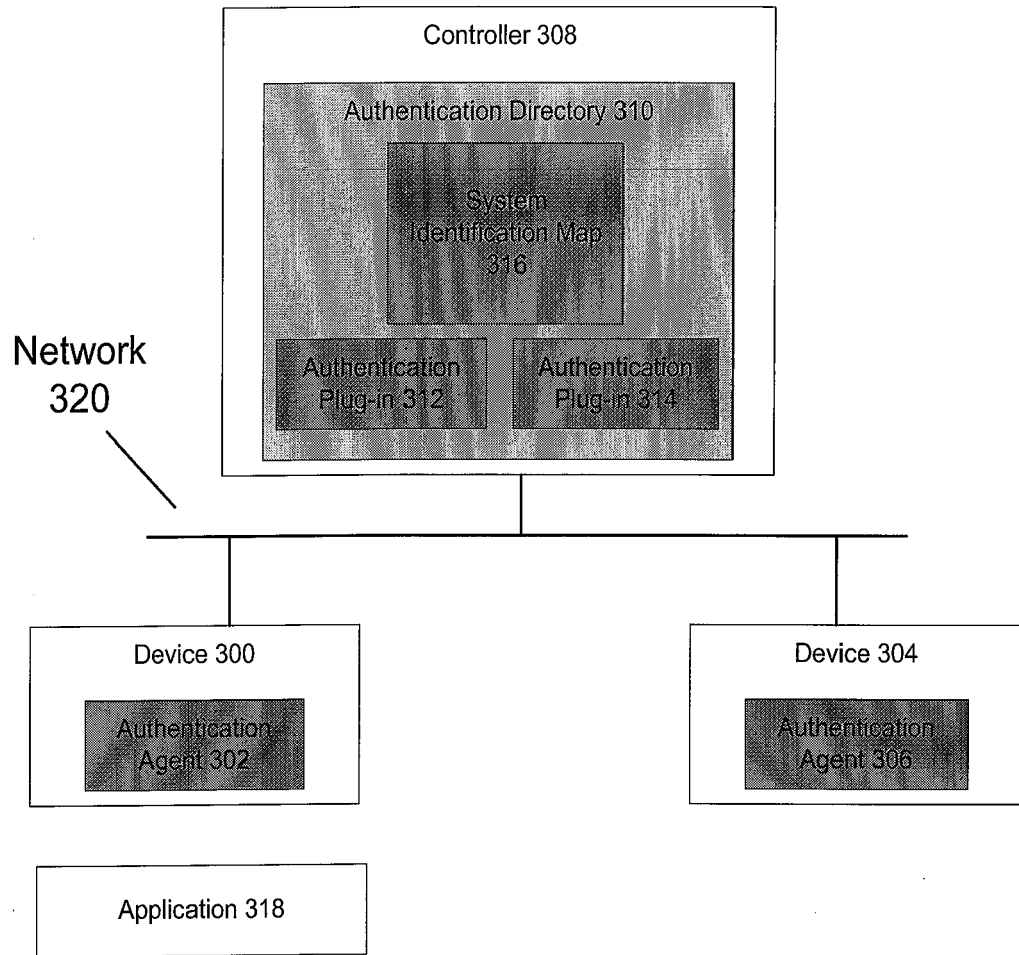 Controller 308
Authentication Directory 310
System
Identification Map
316
Network
320
Authentication
Plug-in 312
Authentication
Plug-in 314
Device 300
Authentication
Agent 302
Device 304
Authentication
Agent 306
Application 318